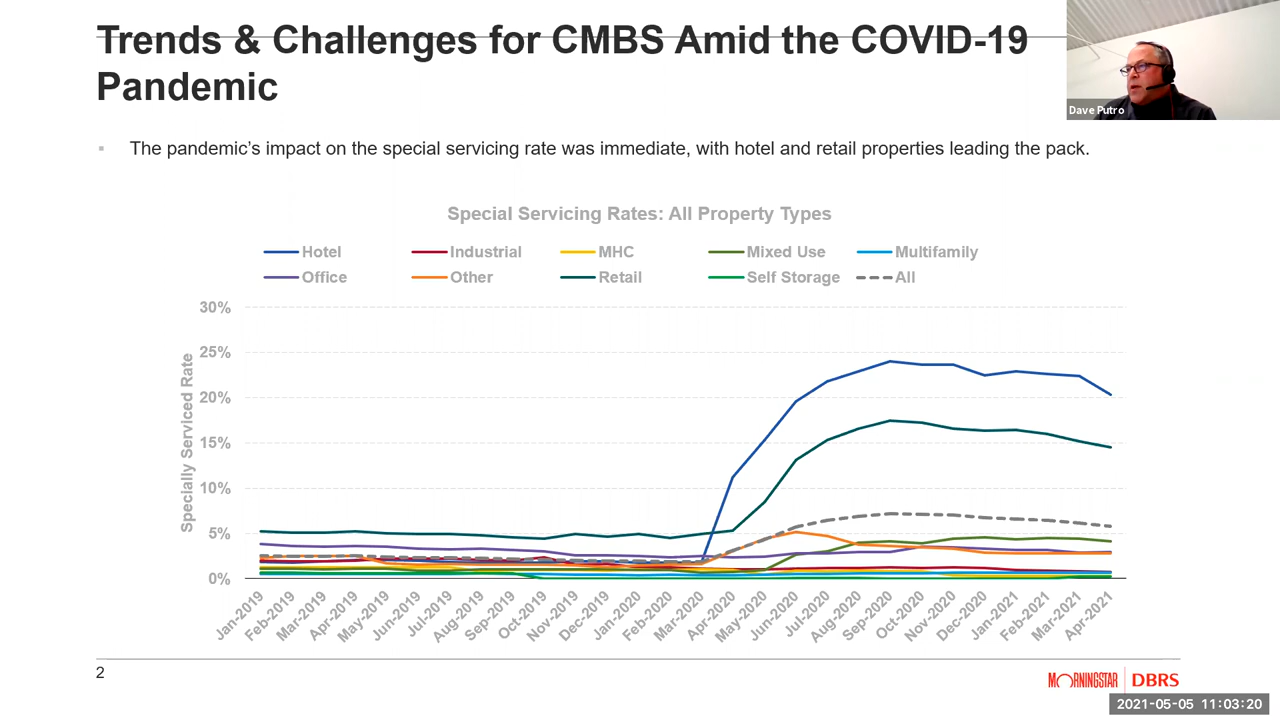 Trends & Challenges for CMBS Amid the COVID-19
Pandemic
Dave Putro
▪ The pandemic's impact on the special servicing rate was immediate, with hotel and retail properties leading the pack.
Special Servicing Rates: All Property Types
Hotel Industrial MHC Mixed Use Multifamily
Office Other Retail Self Storage All
Specially Serviced Rate
30%
25%
20%
15%
10%
5%
0%
Jan-2019 Feb-2019 Mar-2019 Apr-2019 May-2019 Jun-2019 Jul-2019 Aug-2019 Sep-2019 Oct-2019 Nov-2019 Dec-2019 Jan-2020 Feb-2020 Mar-2020 Apr-2020 May-2020 Jun-2020 Jul-2020 Aug-2020 Sep-2020 Oct-2020 Nov-2020 Dec-2020 Jan-2021 Feb-2021 Mar-2021 Apr-2021
2
MORNINGSTAR DBRS
2021-05-05 11:03:20